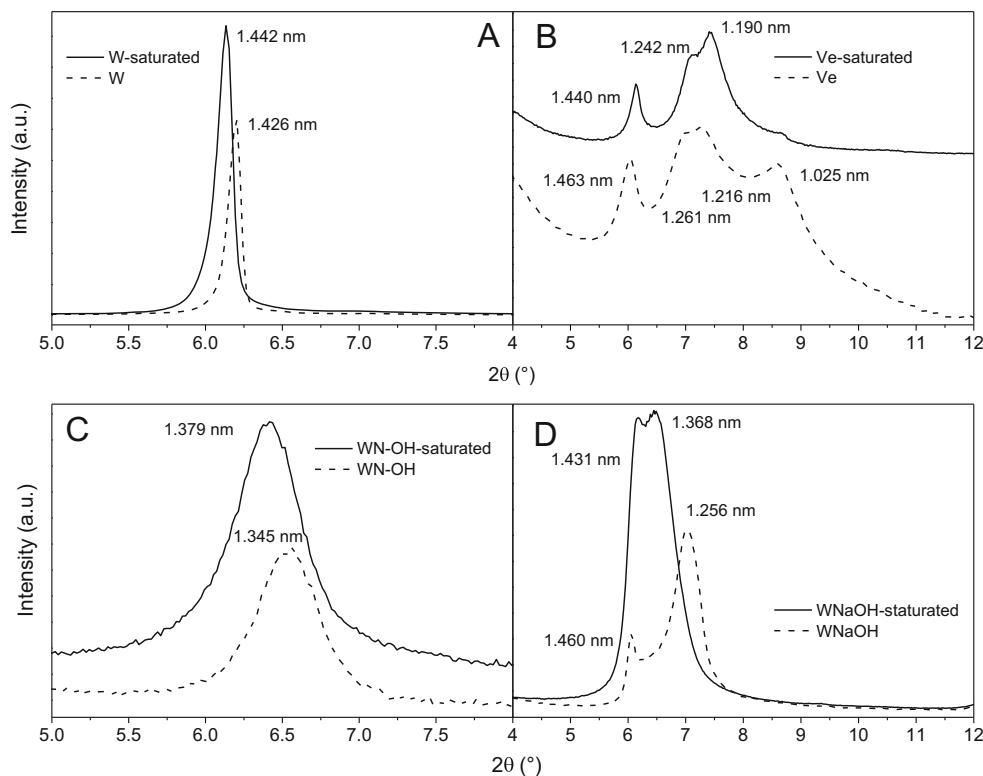 A
1.442 nm
W-saturated
W
1.426 nm
Intensity (a.u.)
5.0 5.5 6.0 6.5 7.0 7.5
B
1.190 nm
1.242 nm
Ve-saturated
Ve
1.440 nm
1.463 nm
1.216 nm
1.025 nm
1.261 nm
4 5 6 7 8 9 10 11 12
2θ (°)
C
1.379 nm
WN-OH-saturated
WN-OH
1.345 nm
Intensity (a.u.)
5.0 5.5 6.0 6.5 7.0 7.5
D
1.368 nm
1.431 nm
1.256 nm
WNaOH-staturated
WNaOH
1.460 nm
4 5 6 7 8 9 10 11 12
2θ (°)